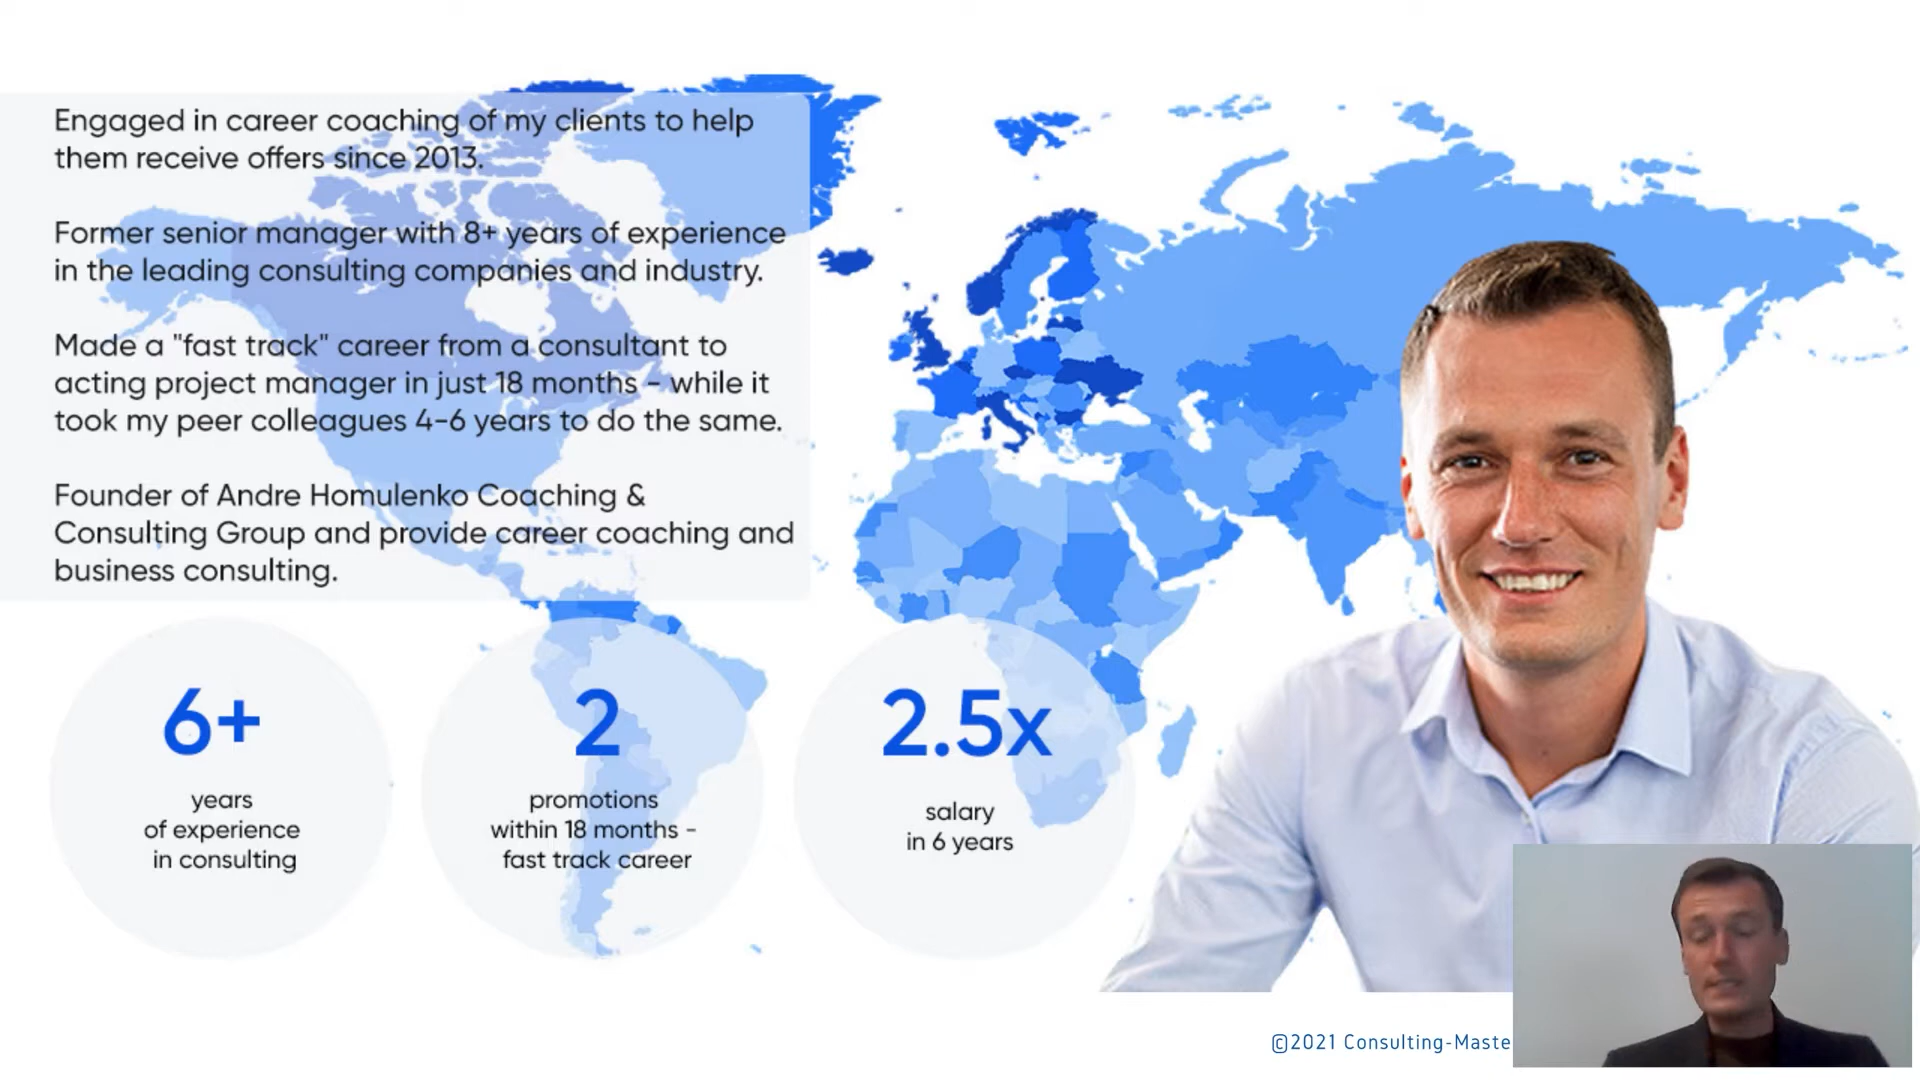 Engaged in career coaching of my clients to help
them receive offers since 2013.
Former senior manager with 8+ years of experience
in the leading consulting companies and industry.
Made a "fast track" career from a consultant to
acting project manager in just 18 months - while it
took my peer colleagues 4-6 years to do the same.
Founder of Andre Homulenko Coaching &
Consulting Group and provide career coaching and
business consulting.
6+
years
of experience
in consulting
2
promotions
within 18 months -
fast track career
2.5x
salary
in 6 years
©2021 Consulting-Maste